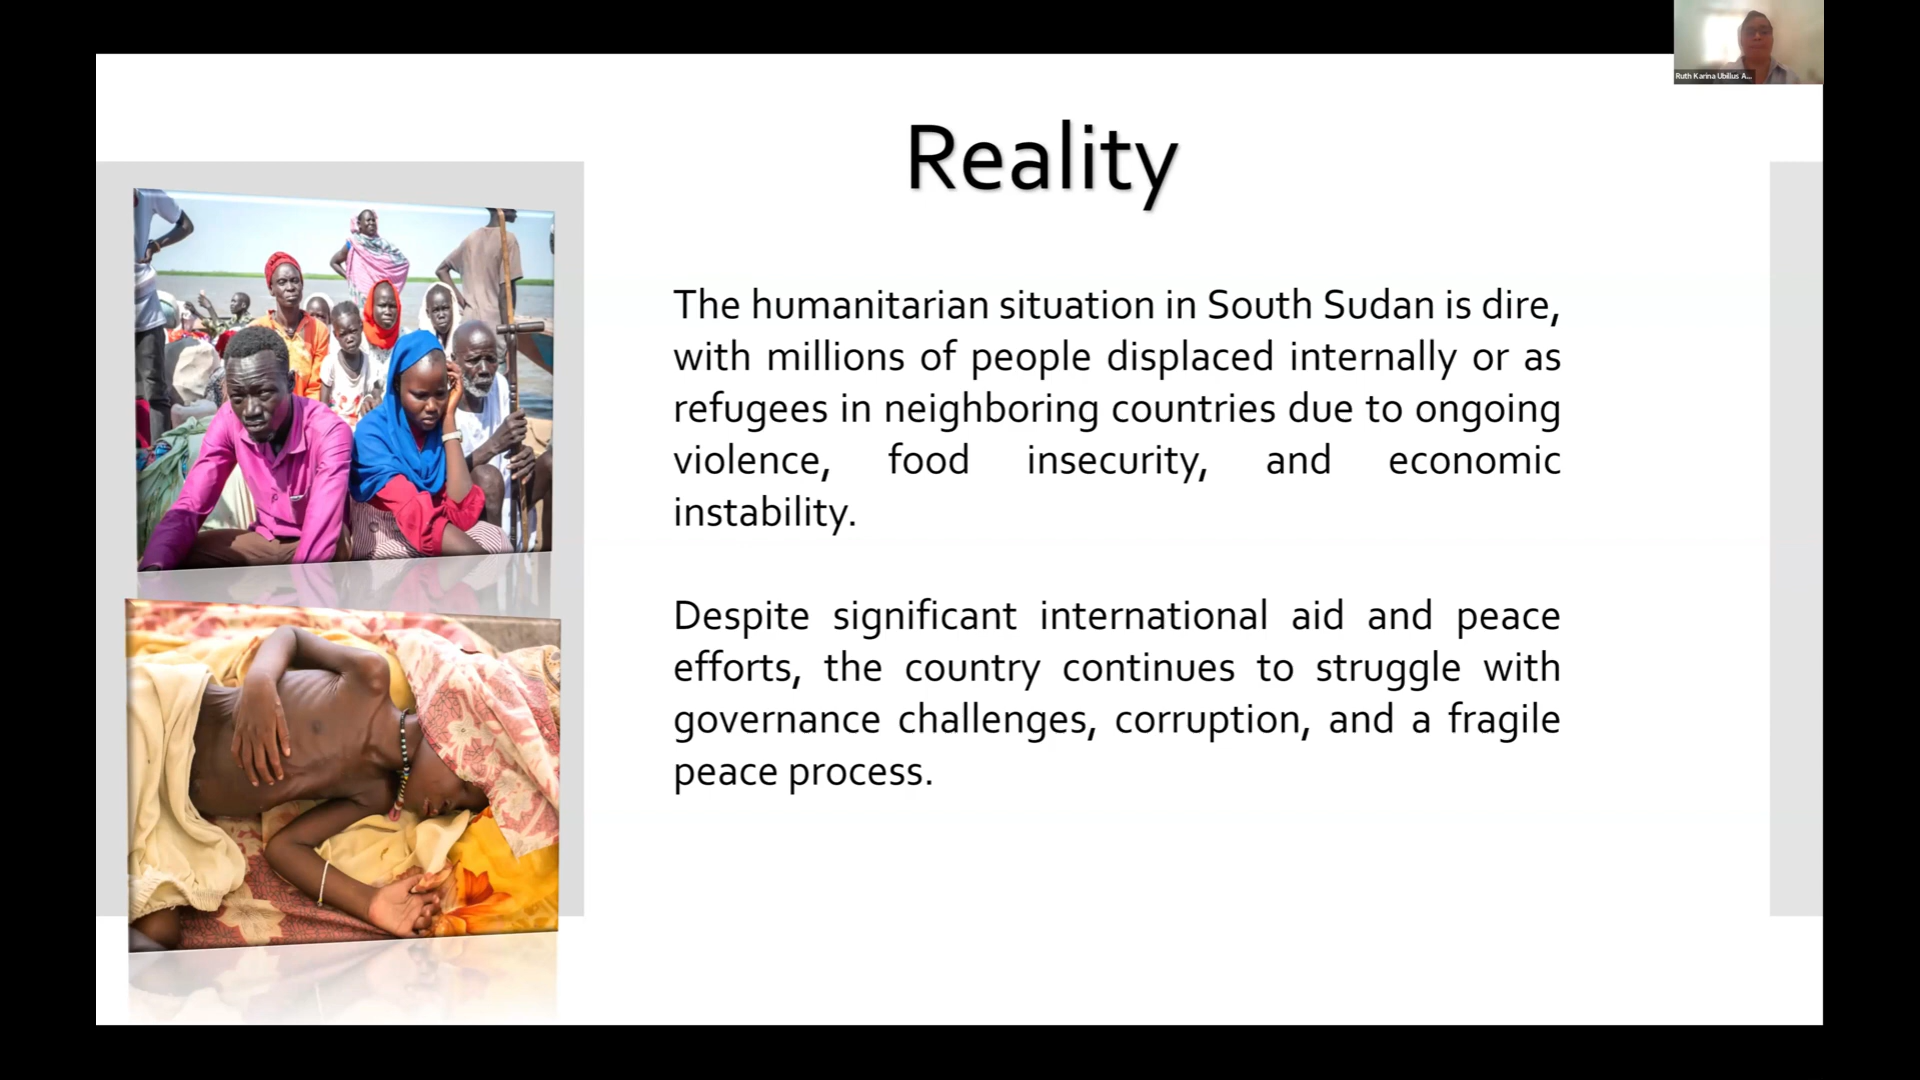 Ruth Karina Ubillus A...
Reality
The humanitarian situation in South Sudan is dire,
with millions of people displaced internally or as
refugees in neighboring countries due to ongoing
violence, food insecurity, and economic
instability.
Despite significant international aid and peace
efforts, the country continues to struggle with
governance challenges, corruption, and a fragile
peace process.